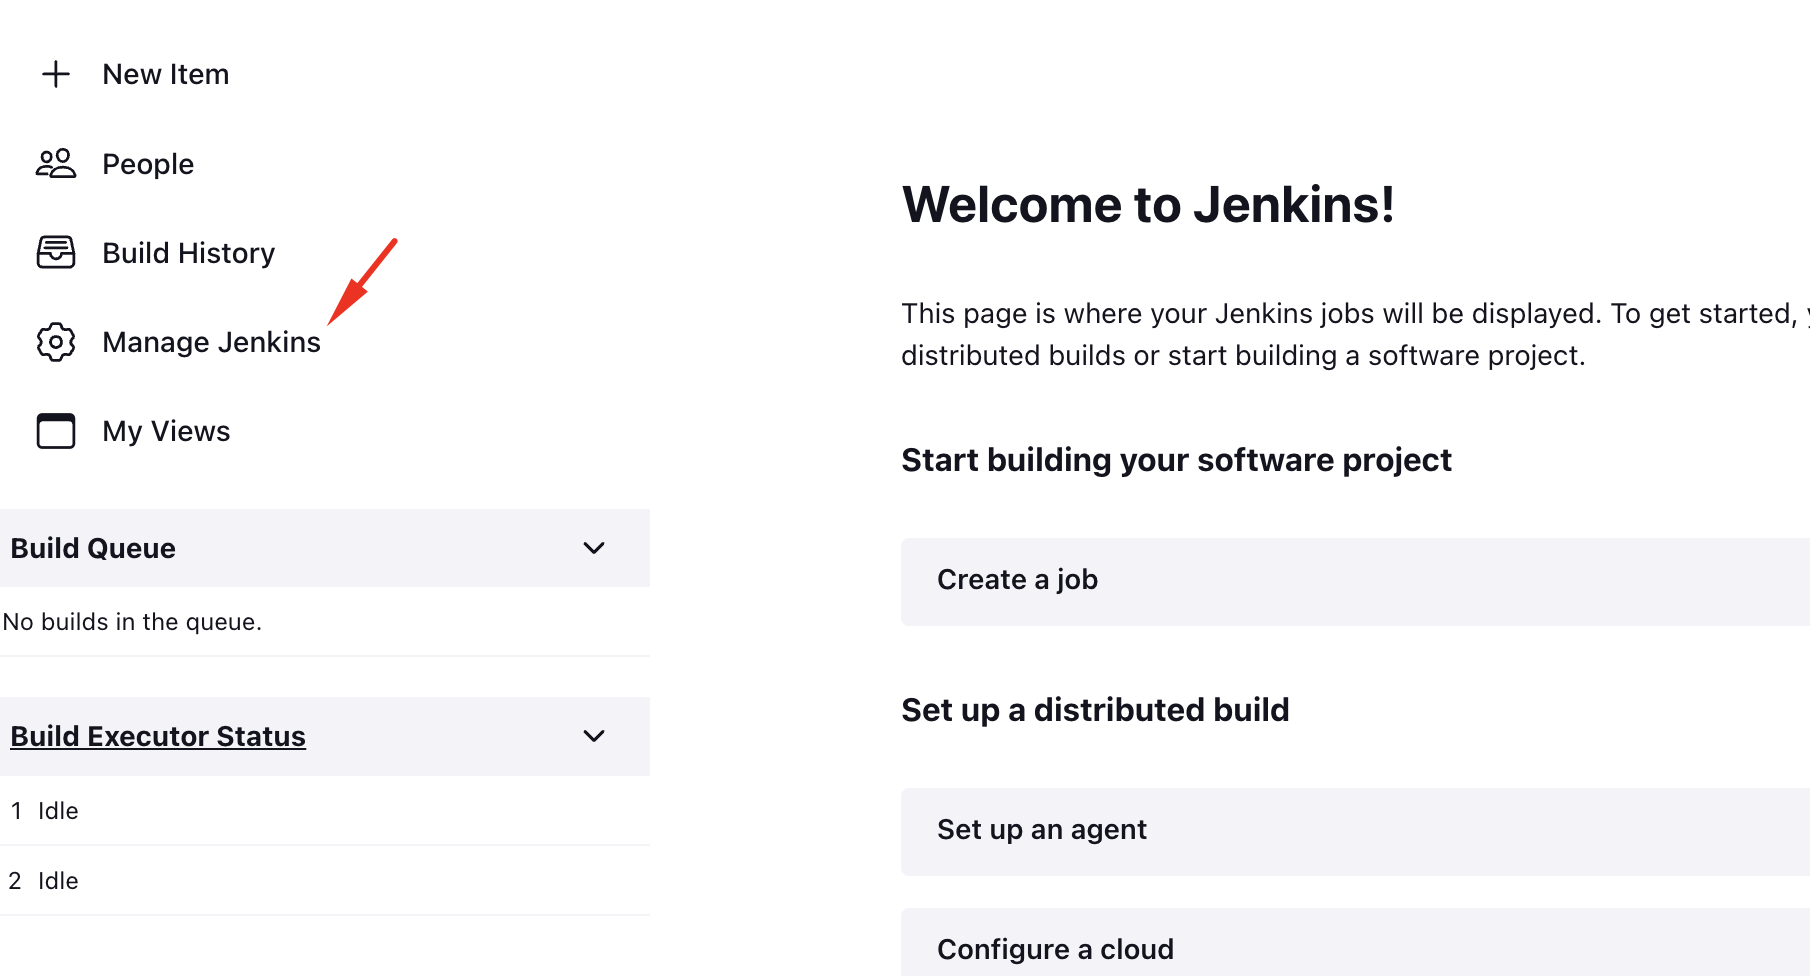 New Item
People
Build History
Manage Jenkins
My Views
Build Queue
No builds in the queue.
Build Executor Status
1 Idle
2 Idle
Welcome to Jenkins!
This page is where your Jenkins jobs will be displayed. To get started,
distributed builds or start building a software project.
Start building your software project
Create a job
Set up a distributed build
Set up an agent
Configure a cloud